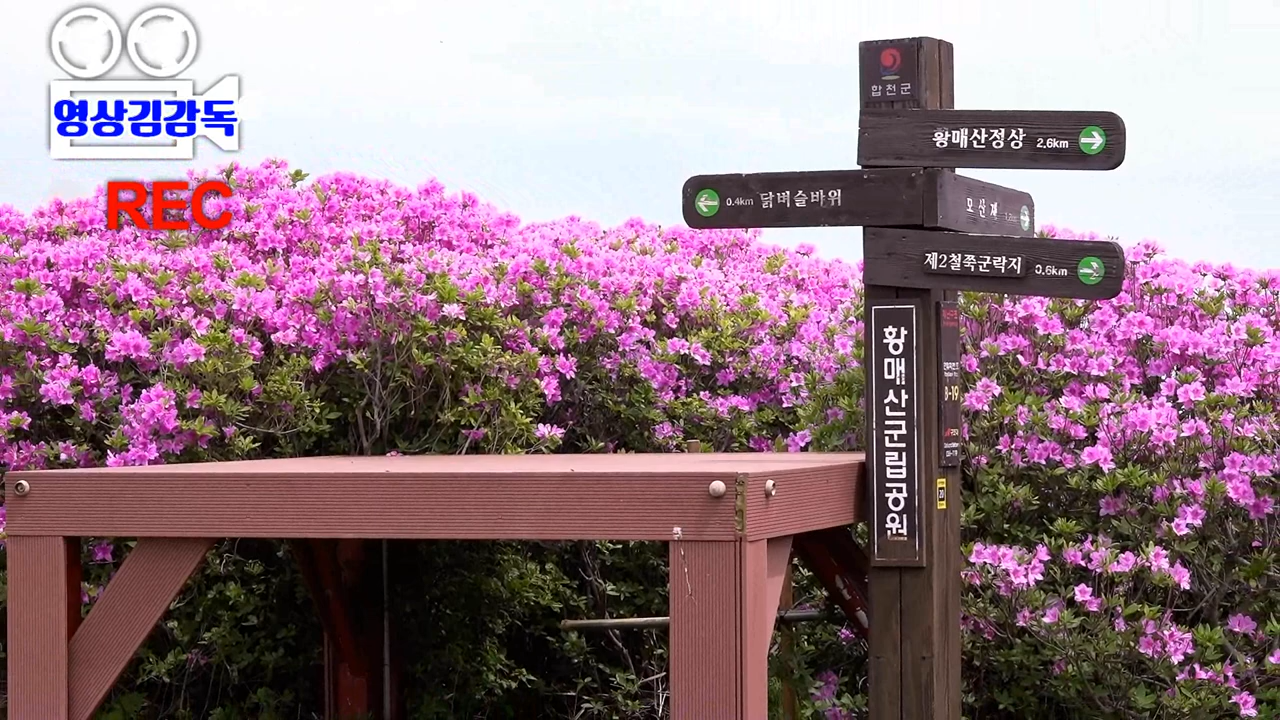 영상김감독
REC
합천군
황매산정상 2.6km
0.4km 닭벼슬바위
모산재
제2철쭉군락지 0.6km
황매산군립공원
8-19